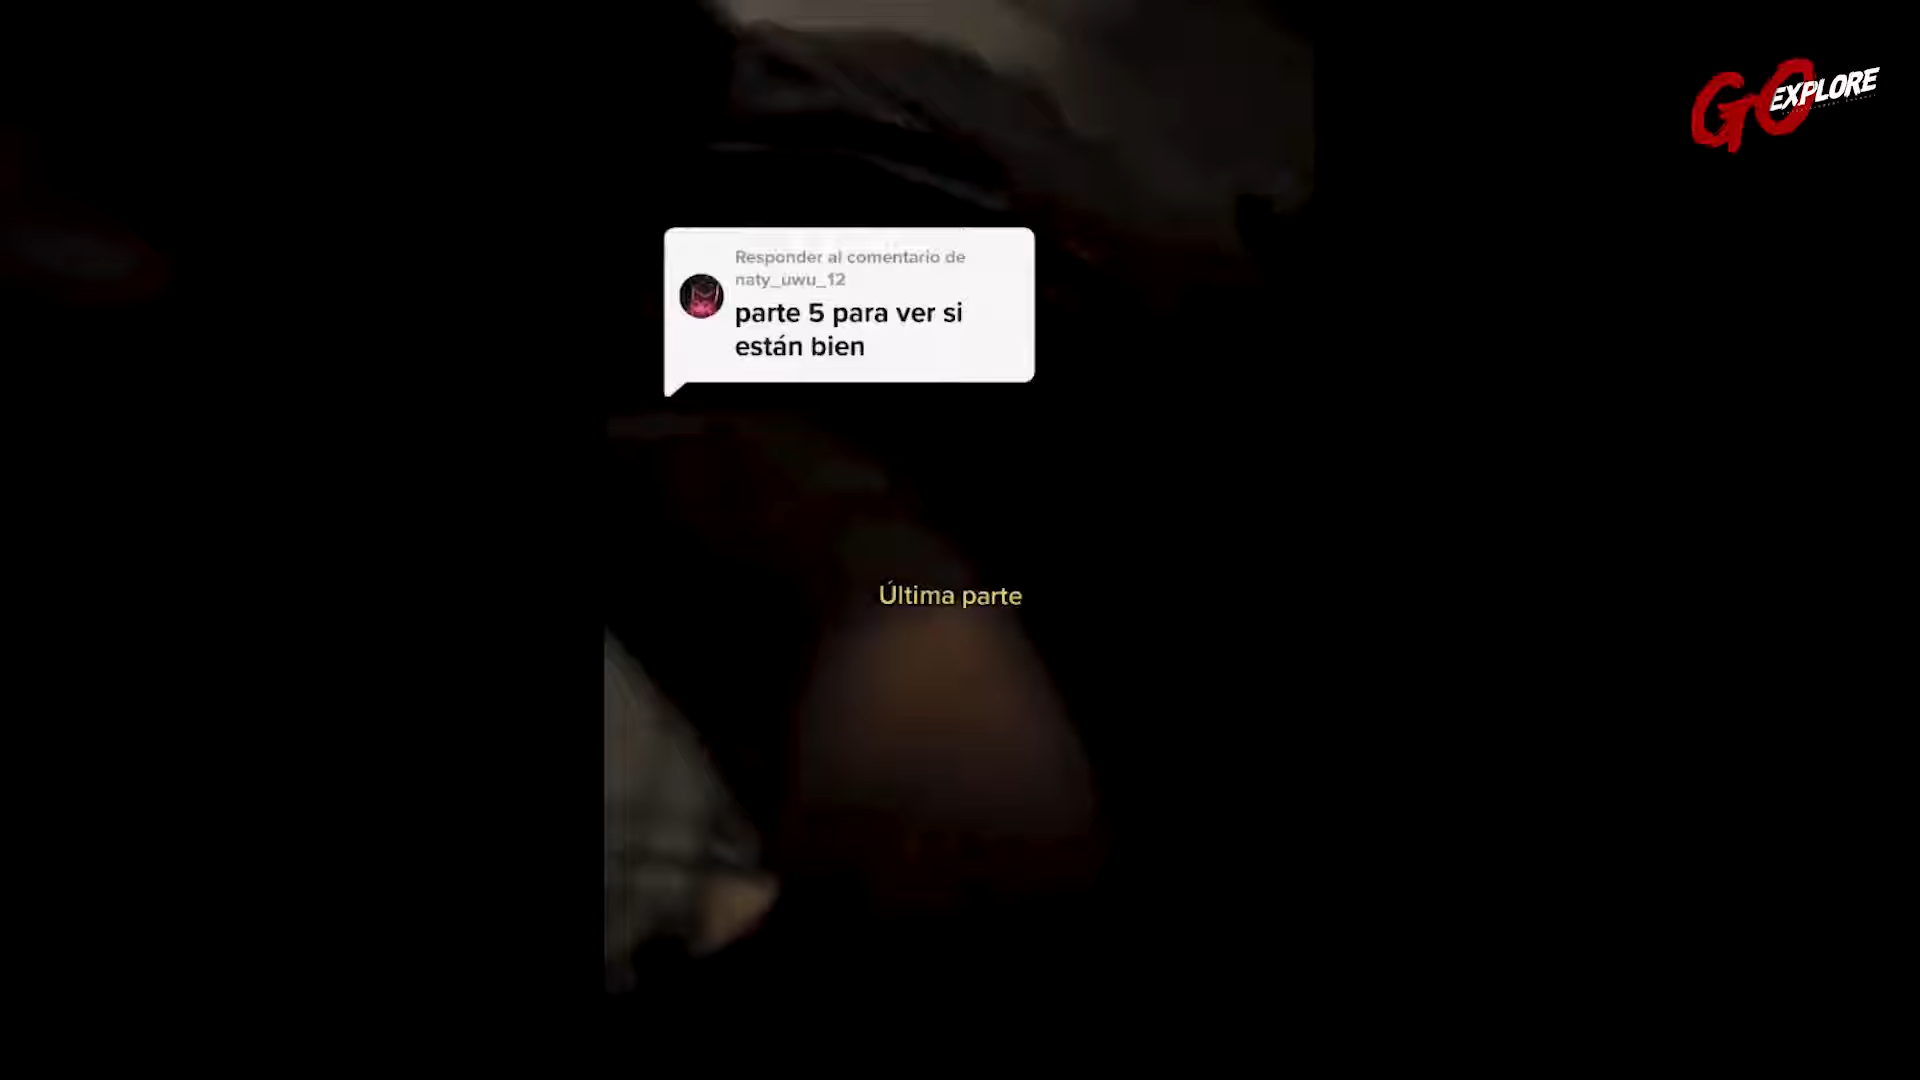 GO EXPLORE
Responder al comentario de
naty_uwu_12
parte 5 para ver si
están bien
Última parte